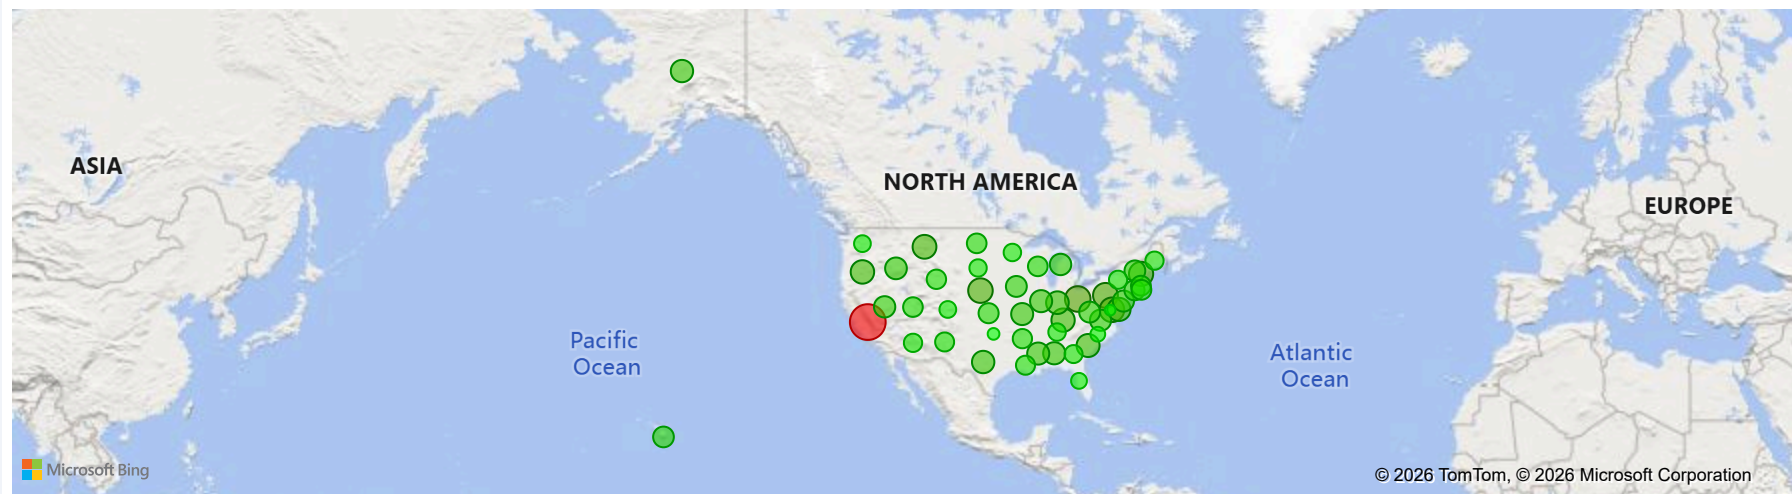 ASIA
NORTH AMERICA
EUROPE
Pacific
Ocean
Atlantic
Ocean
Microsoft Bing
© 2026 TomTom, © 2026 Microsoft Corporation